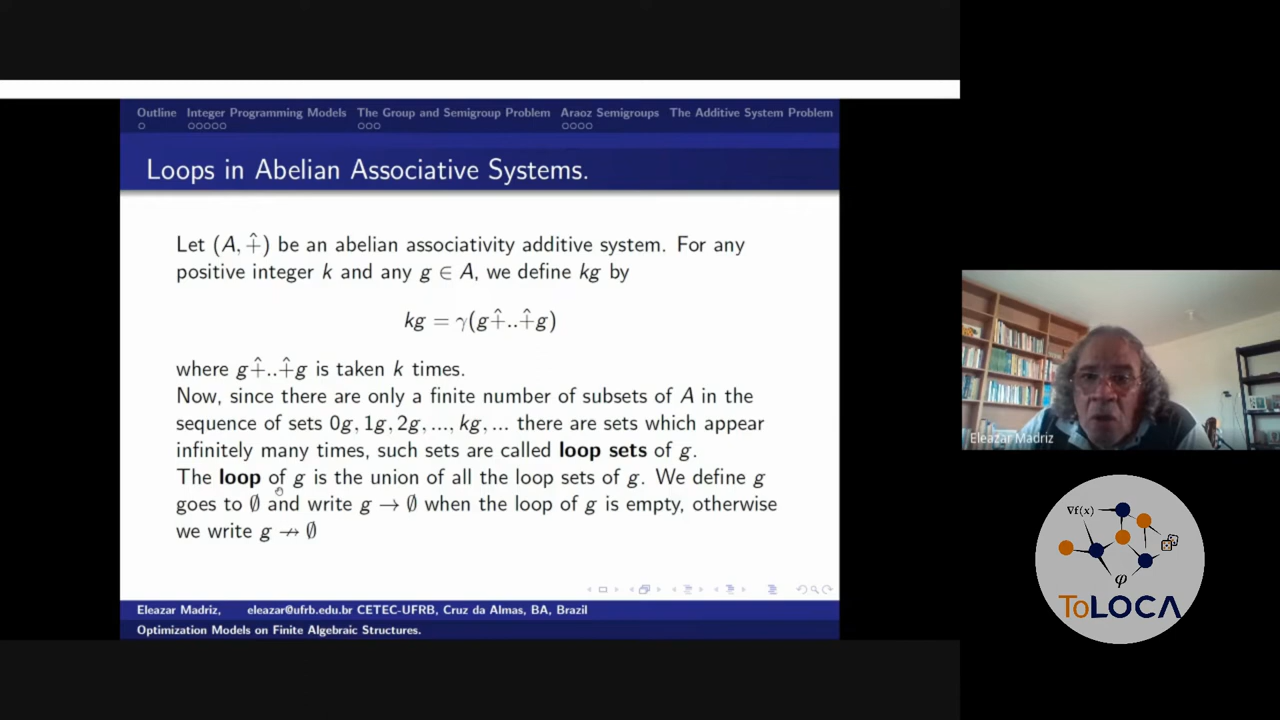 Outline Integer Programming Models The Group and Semigroup Problem Araoz Semigroups The Additive System Problem
Loops in Abelian Associative Systems.
Let (A, +̂) be an abelian associativity additive system. For any
positive integer k and any g ∈ A, we define kg by
kg = γ(g+̂..+̂g)
where g+̂..+̂g is taken k times.
Now, since there are only a finite number of subsets of A in the
sequence of sets 0g, 1g, 2g, ..., kg, ... there are sets which appear
infinitely many times, such sets are called loop sets of g.
The loop of g is the union of all the loop sets of g. We define g
goes to ∅ and write g → ∅ when the loop of g is empty, otherwise
we write g ↛ ∅
Eleazar Madriz, eleazar@ufrb.edu.br CETEC-UFRB, Cruz da Almas, BA, Brazil
Optimization Models on Finite Algebraic Structures.
Eleazar Madriz
∇f(x)
φ
ToLOCA